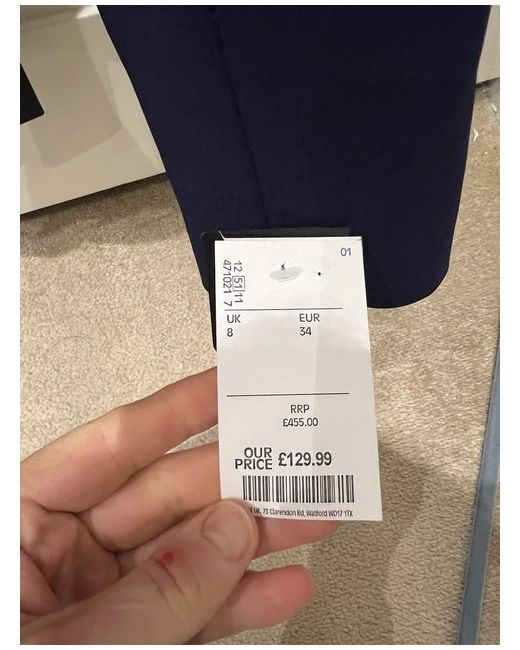 01
12 51 11
471021 7
UK EUR
8 34
RRP
£455.00
OUR
PRICE £129.99
UK, 73 Clarendon Rd, Watford WD17 1TX